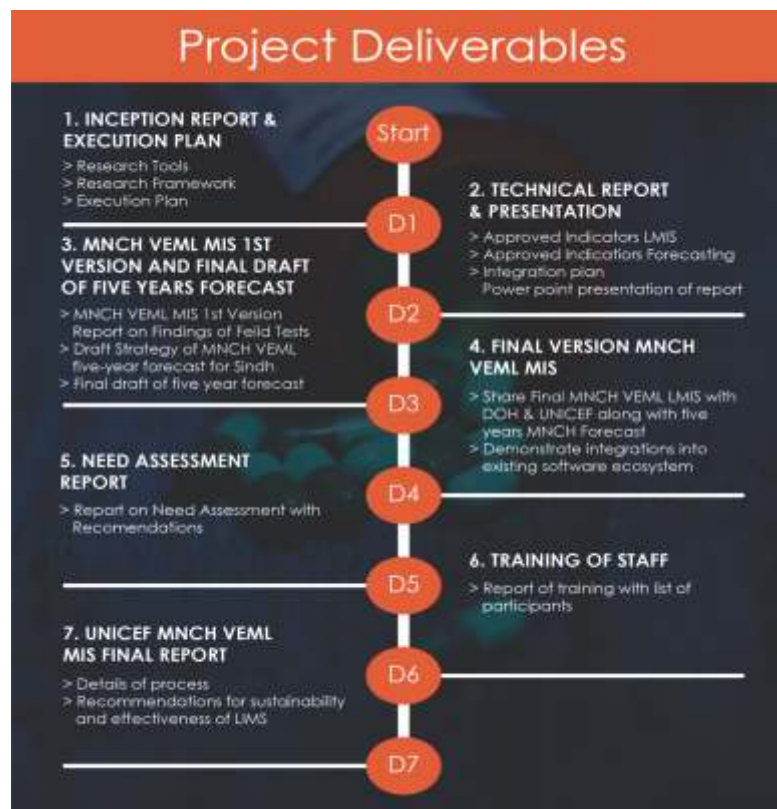 Project Deliverables
Start
1. INCEPTION REPORT &
EXECUTION PLAN
> Research Tools
> Research Framework
> Execution Plan
D1
2. TECHNICAL REPORT
& PRESENTATION
> Approved Indicators LMIS
> Approved Indicatiors Forecasting
> Integration plan
Power point presentation of report
D2
3. MNCH VEML MIS 1ST
VERSION AND FINAL DRAFT
OF FIVE YEARS FORECAST
> MNCH VEML MIS 1st Version
Report on Findings of Feild Tests
> Draft Strategy of MNCH VEML
five-year forecast for Sindh
> Final draft of five year forecast
D3
4. FINAL VERSION MNCH
VEML MIS
> Share Final MNCH VEML LMIS with
DOH & UNICEF along with five
years MNCH Forecast
> Demonstrate integrations into
existing software ecosystem
D4
5. NEED ASSESSMENT
REPORT
> Report on Need Assessment with
Recomendations
D5
6. TRAINING OF STAFF
> Report of training with list of
participants
D6
7. UNICEF MNCH VEML
MIS FINAL REPORT
> Details of process
> Recommendations for sustainability
and effectiveness of LIMS
D7